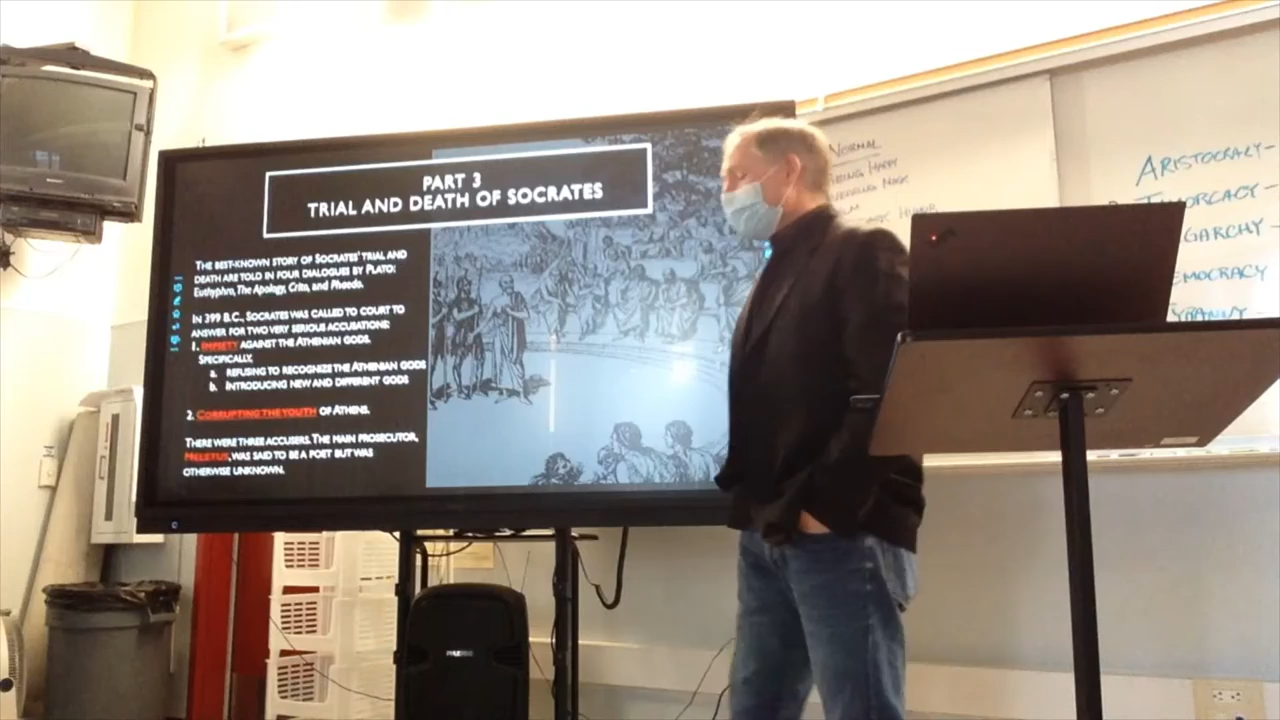 PART 3
TRIAL AND DEATH OF SOCRATES
THE BEST-KNOWN STORY OF SOCRATES' TRIAL AND
DEATH ARE TOLD IN FOUR DIALOGUES BY PLATO:
Euthyphro, The Apology, Crito, and Phaedo.
IN 399 B.C., SOCRATES WAS CALLED TO COURT TO
ANSWER FOR TWO VERY SERIOUS ACCUSATIONS:
1. IMPIETY AGAINST THE ATHENIAN GODS.
SPECIFICALLY,
a. REFUSING TO RECOGNIZE THE ATHENIAN GODS
b. INTRODUCING NEW AND DIFFERENT GODS
2. CORRUPTING THE YOUTH OF ATHENS.
THERE WERE THREE ACCUSERS. THE MAIN PROSECUTOR,
MELETUS, WAS SAID TO BE A POET BUT WAS
OTHERWISE UNKNOWN.
NORMAL
HAPPY
ARISTOCRACY-
GARCHY-
EMOCRACY
PYLE PRO